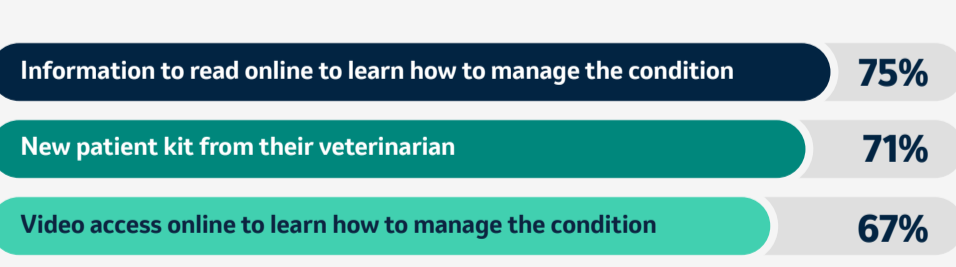 Information to read online to learn how to manage the condition 75%
New patient kit from their veterinarian 71%
Video access online to learn how to manage the condition 67%